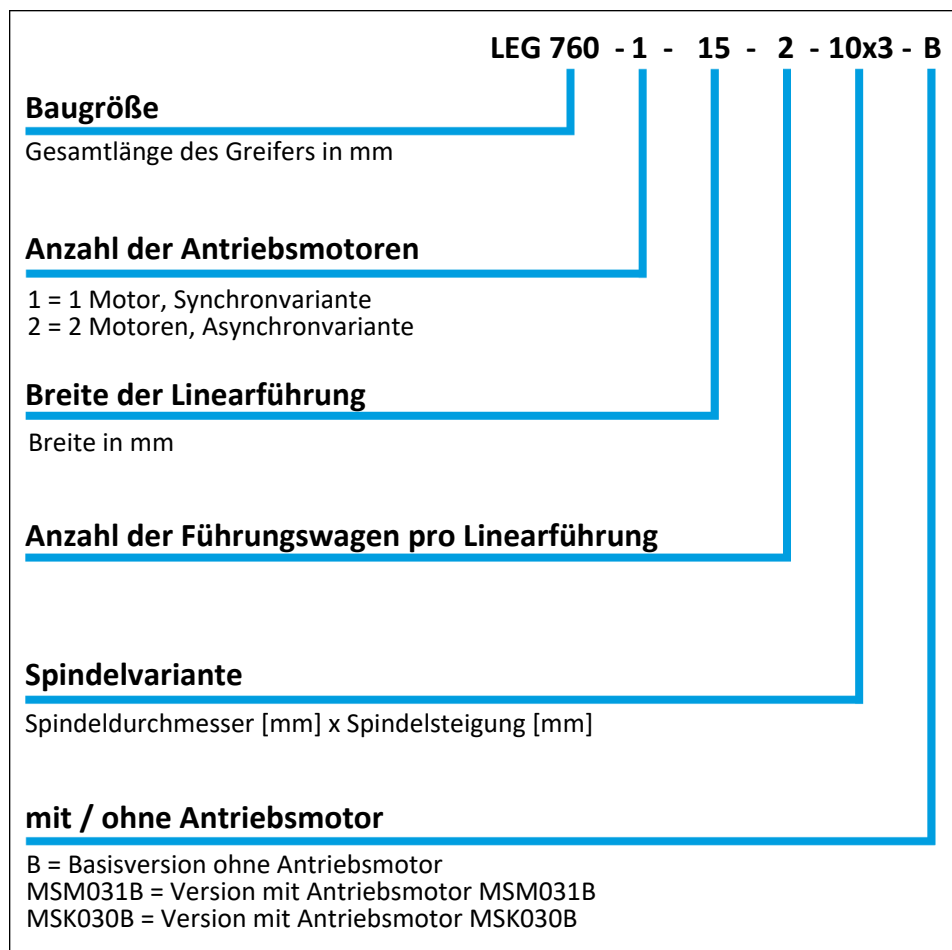 LEG 760 - 1 - 15 - 2 - 10x3 - B
Baugröße
Gesamtlänge des Greifers in mm
Anzahl der Antriebsmotoren
1 = 1 Motor, Synchronvariante
2 = 2 Motoren, Asynchronvariante
Breite der Linearführung
Breite in mm
Anzahl der Führungswagen pro Linearführung
Spindelvariante
Spindeldurchmesser [mm] x Spindelsteigung [mm]
mit / ohne Antriebsmotor
B = Basisversion ohne Antriebsmotor
MSM031B = Version mit Antriebsmotor MSM031B
MSK030B = Version mit Antriebsmotor MSK030B